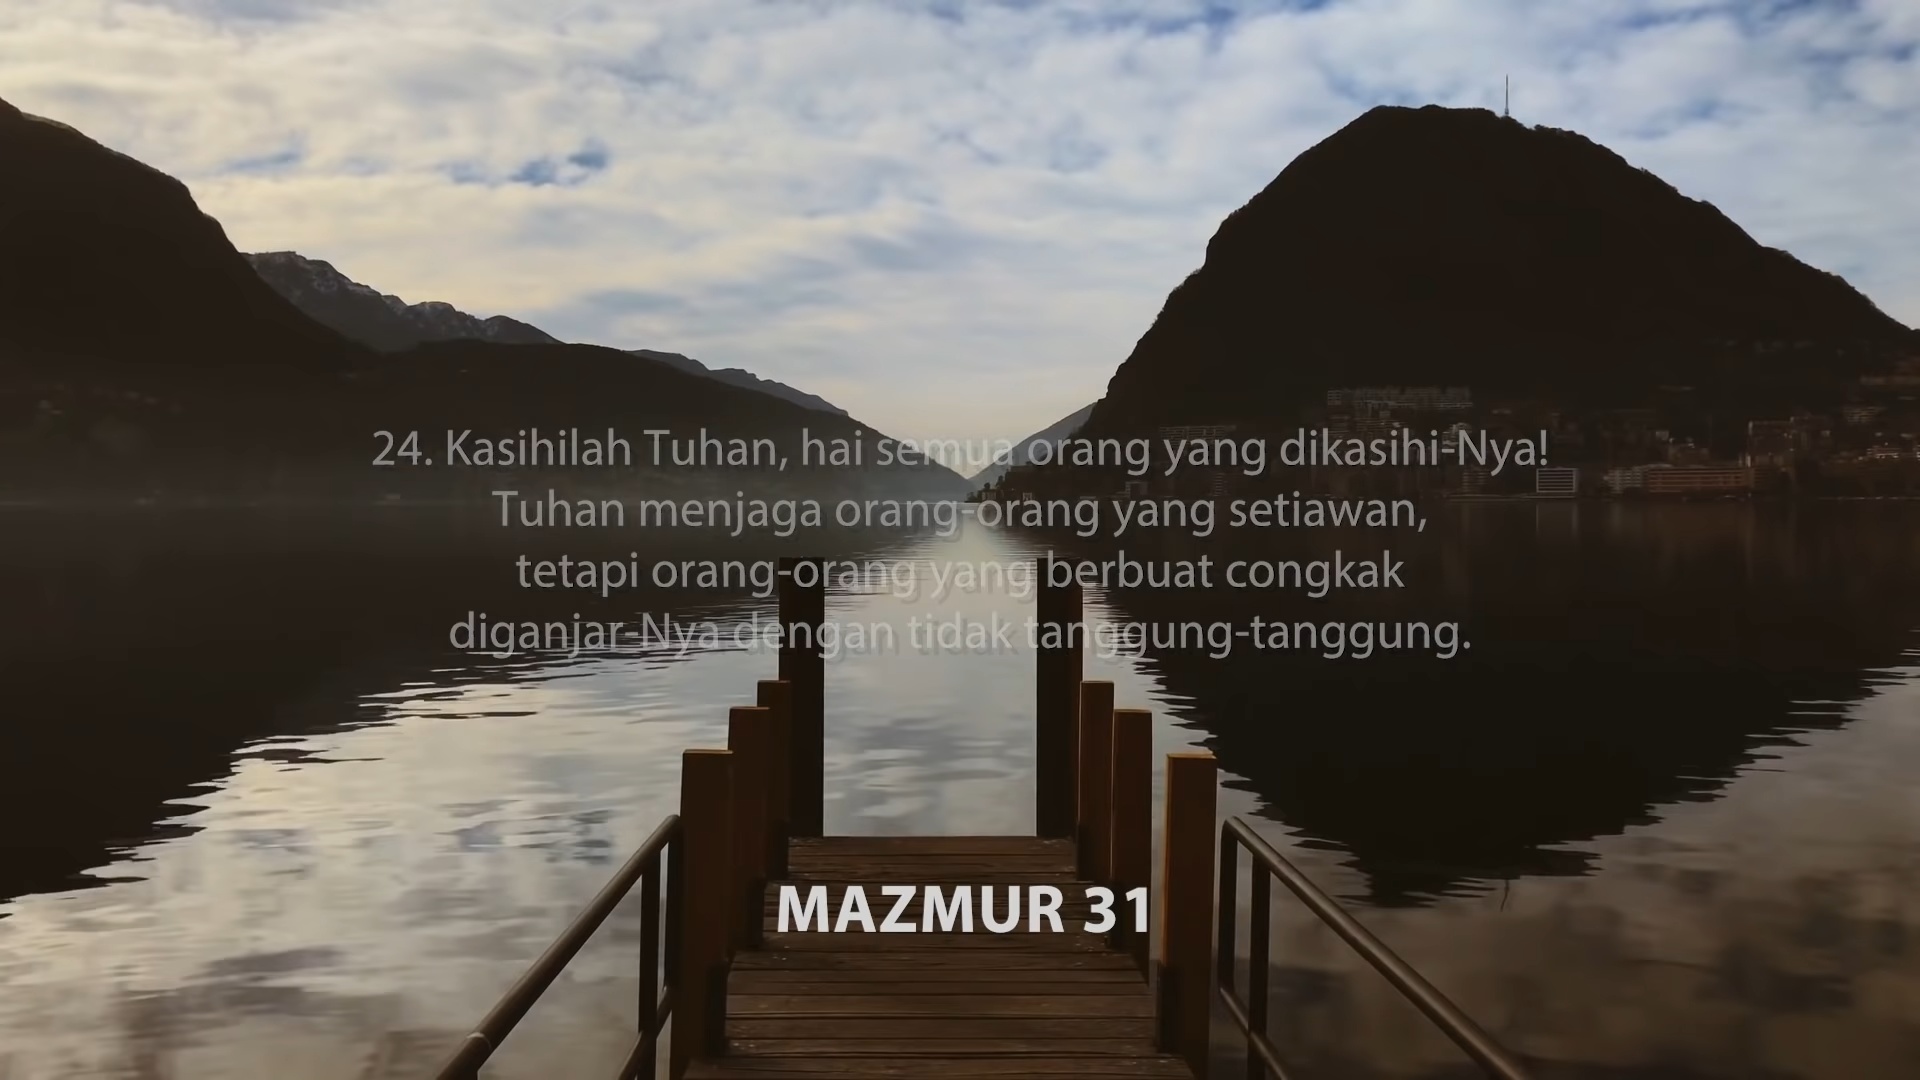 24. Kasihilah Tuhan, hai semua orang yang dikasihi-Nya!
Tuhan menjaga orang-orang yang setiawan,
tetapi orang-orang yang berbuat congkak
diganjar-Nya dengan tidak tanggung-tanggung.
MAZMUR 31